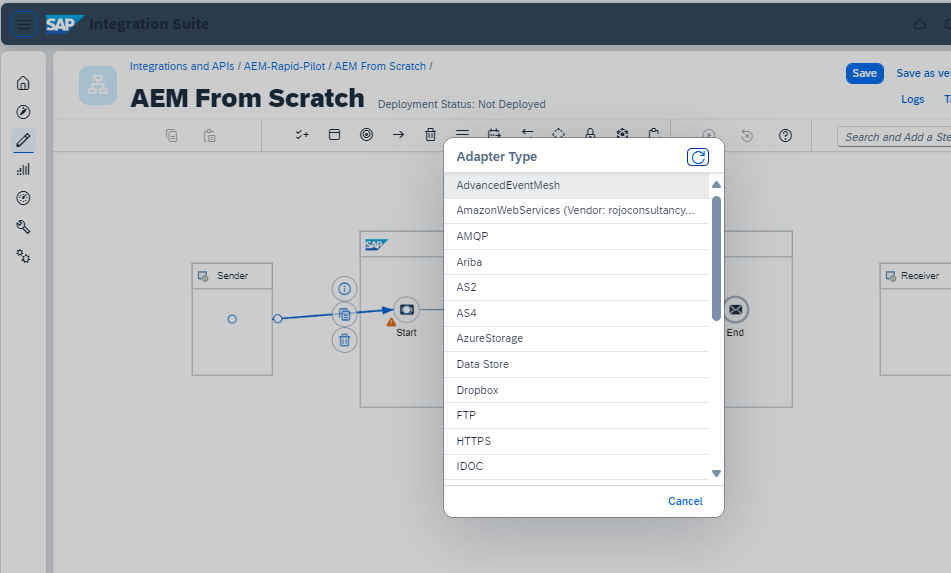 SAP Integration Suite
Integrations and APIs / AEM-Rapid-Pilot / AEM From Scratch /
AEM From Scratch
Deployment Status: Not Deployed
Save
Save as ve
Logs
Search and Add a Ste
Adapter Type
AdvancedEventMesh
AmazonWebServices (Vendor: rojoconsultancy...
AMQP
Ariba
AS2
AS4
AzureStorage
Data Store
Dropbox
FTP
HTTPS
IDOC
Cancel
Sender
SAP
Start
End
Receiver